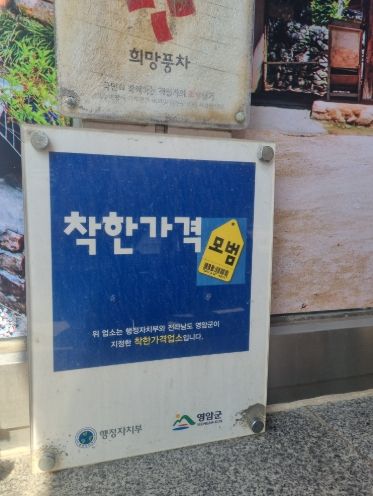 희망풍차
착한가격
모범
위 업소는 행정자치부와 전라남도 영암군이
지정한 착한가격업소입니다.
행정자치부
영암군